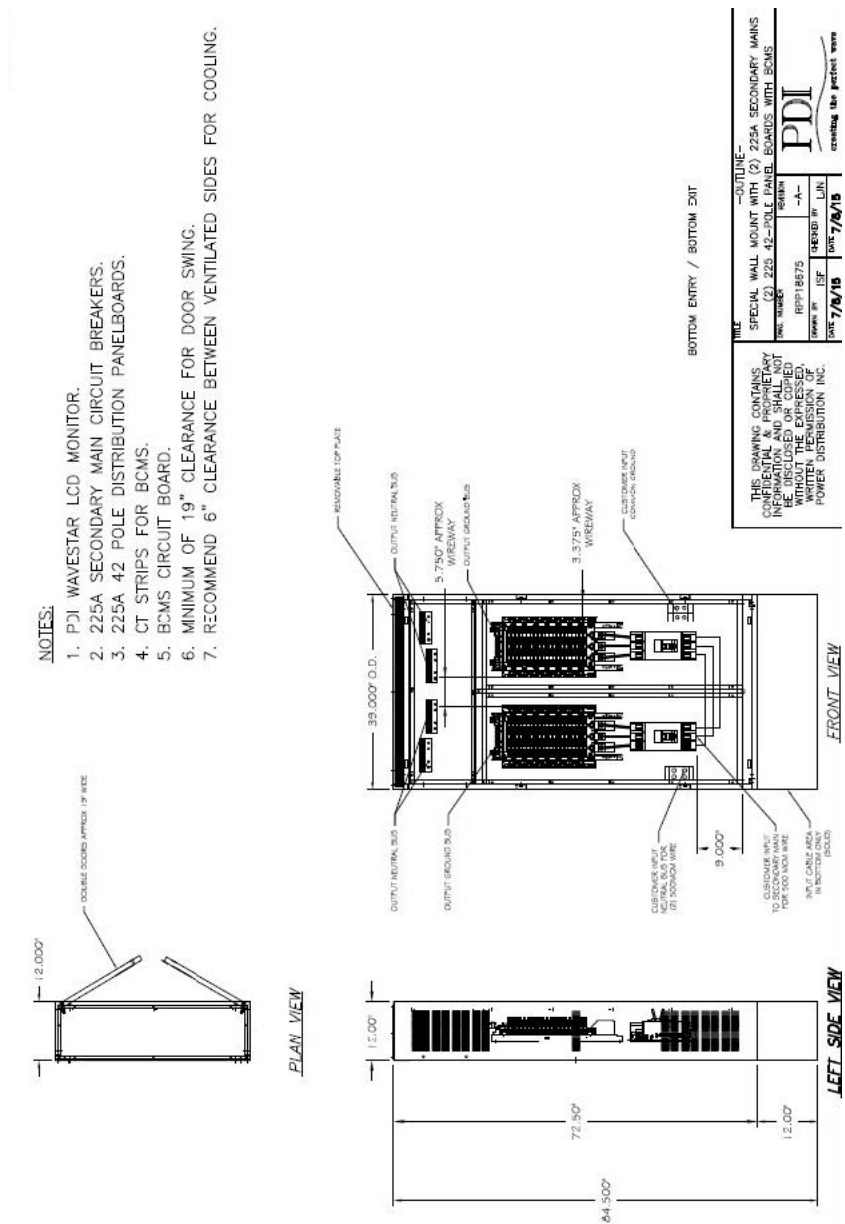 NOTES:
1. PDI WAVESTAR LCD MONITOR.
2. 225A SECONDARY MAIN CIRCUIT BREAKERS.
3. 225A 42 POLE DISTRIBUTION PANELBOARDS.
4. CT STRIPS FOR BCMS.
5. BCMS CIRCUIT BOARD.
6. MINIMUM OF 19" CLEARANCE FOR DOOR SWING.
7. RECOMMEND 6" CLEARANCE BETWEEN VENTILATED SIDES FOR COOLING.
12.000"
DOUBLE DOORS APPROX 19" WIDE
PLAN VIEW
39.000" O.D.
REMOVABLE TOP PLATE
OUTPUT NEUTRAL BUS
OUTPUT NEUTRAL BUS
5.750" APPROX
WIREWAY
OUTPUT GROUND BUS
OUTPUT GROUND BUS
3.375" APPROX
WIREWAY
CUSTOMER INPUT
COMMON GROUND
CUSTOMER INPUT
NEUTRAL BUS FOR
(2) 500MCM WIRE
9.000"
CUSTOMER INPUT
TO SECONDARY MAIN
FOR 500 MCM WIRE
INPUT CABLE AREA
IN BOTTOM ONLY
(SOLID)
FRONT VIEW
12.00"
72.50"
12.00"
84.500"
LEFT SIDE VIEW
BOTTOM ENTRY / BOTTOM EXIT
THIS DRAWING CONTAINS
CONFIDENTIAL & PROPRIETARY
INFORMATION AND SHALL NOT
BE DISCLOSED OR COPIED
WITHOUT THE EXPRESSED,
WRITTEN PERMISSION OF
POWER DISTRIBUTION INC.
TITLE
-OUTLINE-
SPECIAL WALL MOUNT WITH (2) 225A SECONDARY MAINS
(2) 225 42-POLE PANEL BOARDS WITH BCMS
DWG. NUMBER
RPP18675
REVISION
-A-
DRAWN BY
ISF
CHECKED BY
LJN
DATE 7/8/15
DATE 7/8/15
PDI
creating the perfect wave